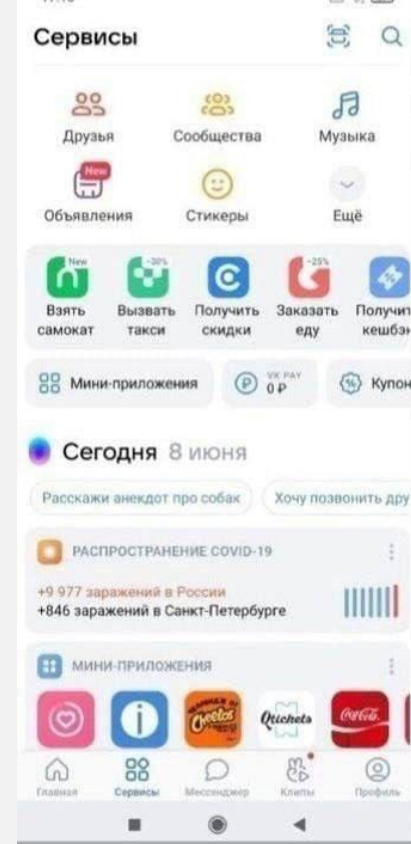 Сервисы
Друзья
Сообщества
Музыка
New
Объявления
Стикеры
Ещё
New
-30%
-25%
Взять самокат
Вызвать такси
Получить скидки
Заказать еду
Получит кешбэ
Мини-приложения
VK PAY
0 ₽
Купон
Сегодня 8 июня
Расскажи анекдот про собак
Хочу позвонить дру
РАСПРОСТРАНЕНИЕ COVID-19
+9 977 заражений в России
+846 заражений в Санкт-Петербурге
МИНИ-ПРИЛОЖЕНИЯ
Cheetos
Qtickets
Coca-Cola
Главная
Сервисы
Мессенджер
Клипы
Профиль